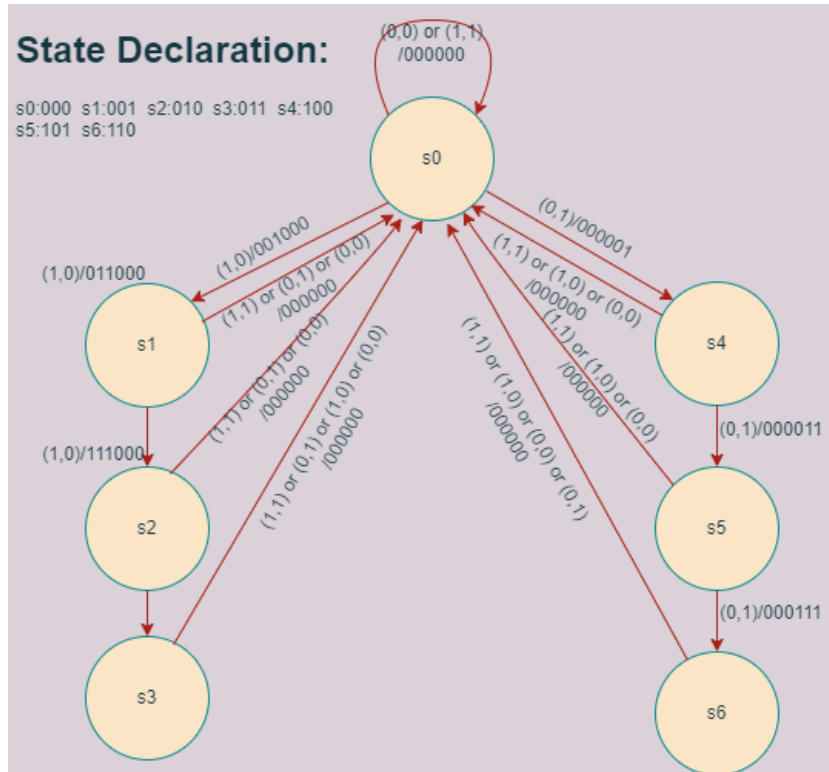 State Declaration:
s0:000 s1:001 s2:010 s3:011 s4:100
s5:101 s6:110
(0,0) or (1,1)
/000000
s0
(1,0)/001000
(1,1) or (0,1) or (0,0)
/000000
(0,1)/000001
(1,1) or (1,0) or (0,0)
/000000
(1,0)/011000
s1
s4
(1,1) or (0,1) or (0,0)
/000000
(1,1) or (0,1) or (1,0) or (0,0)
/000000
(1,1) or (1,0) or (0,0) or (0,1)
/000000
(1,1) or (1,0) or (0,0)
/000000
(1,0)/111000
(0,1)/000011
s2
s5
(0,1)/000111
s3
s6